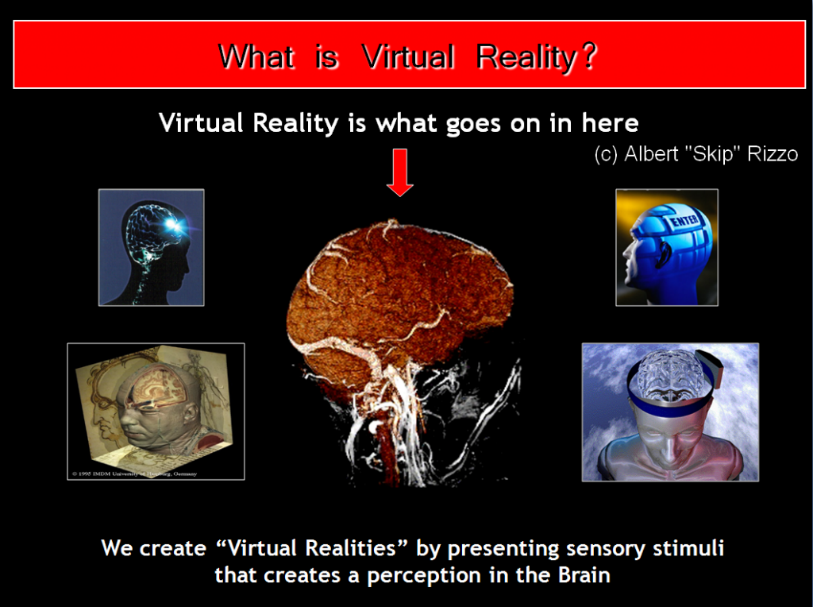 What is Virtual Reality?
Virtual Reality is what goes on in here
(c) Albert "Skip" Rizzo
ENTER
© 1995 IMDM University of Hamburg, Germany
We create “Virtual Realities” by presenting sensory stimuli
that creates a perception in the Brain